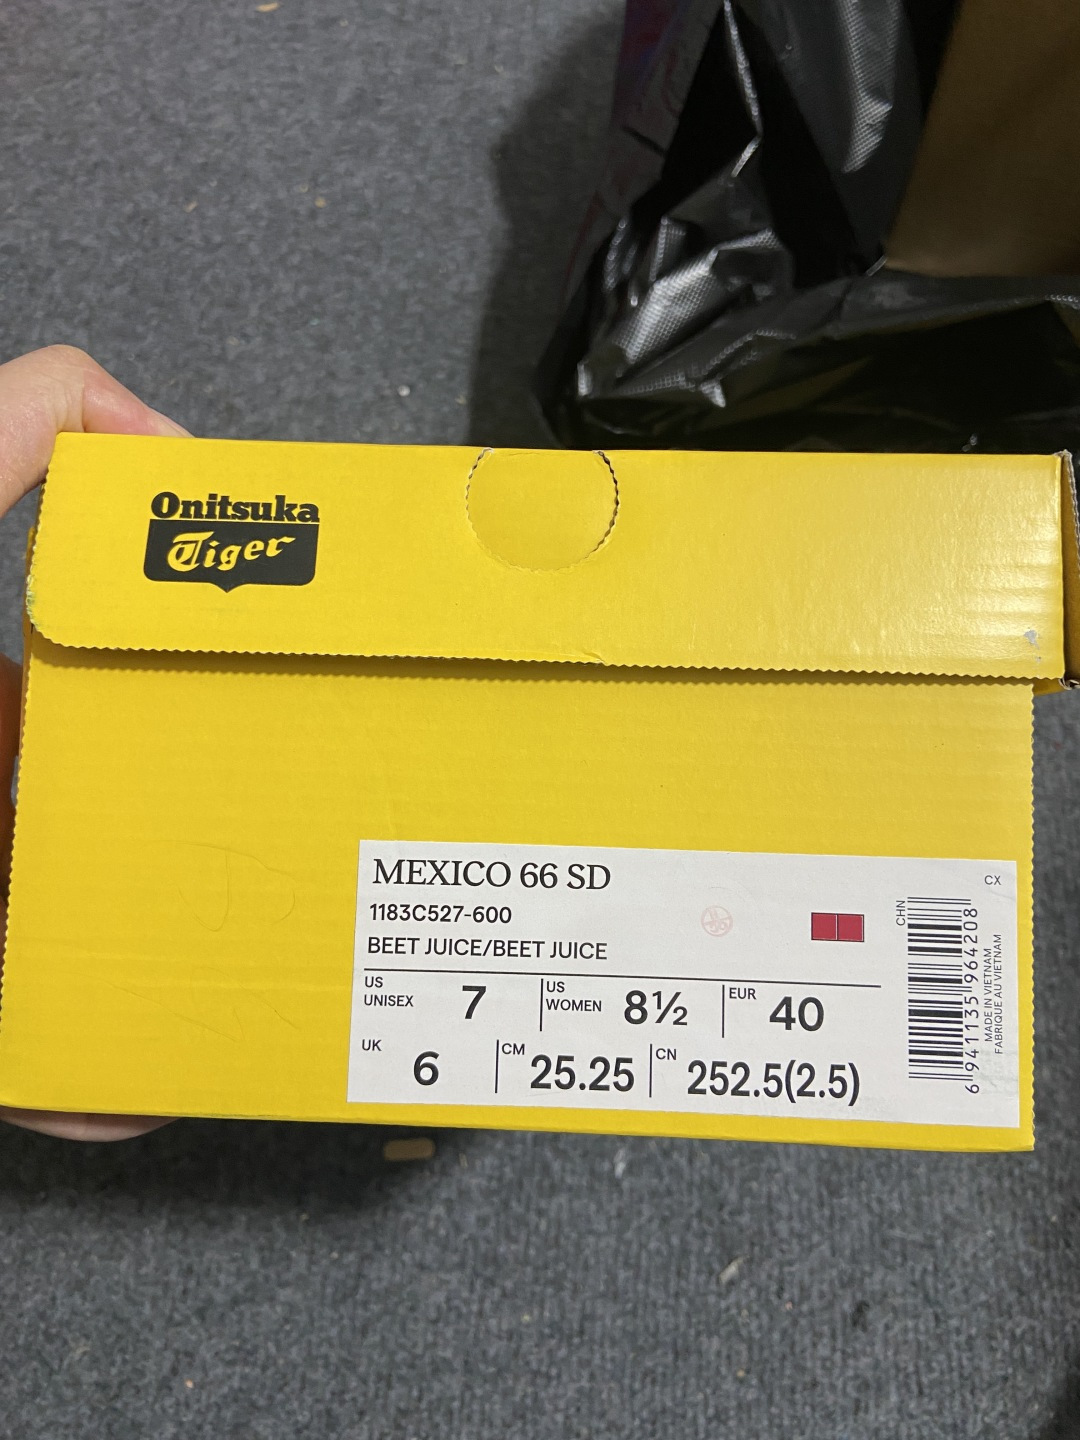 Onitsuka
Tiger
MEXICO 66 SD
1183C527-600
BEET JUICE/BEET JUICE
US UNISEX 7
US WOMEN 8½
EUR 40
UK 6
CM 25.25
CN 252.5(2.5)
CX
CHN
6 941135 964208
MADE IN VIETNAM
FABRIQUE AU VIETNAM